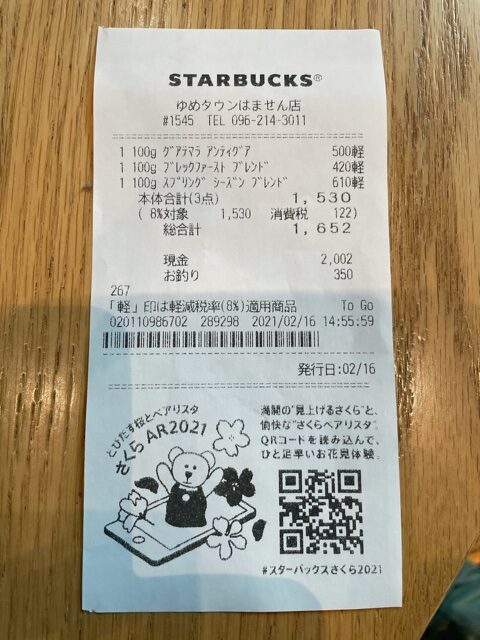 STARBUCKS®
ゆめタウンはません店
#1545 TEL 096-214-3011
1 100g グアテマラ アンティグア 500軽
1 100g ブレックファースト ブレンド 420軽
1 100g スプリング シーズン ブレンド 610軽
本体合計(3点) 1,530
( 8%対象 1,530 消費税 122)
総合計 1,652
現金 2,002
お釣り 350
267
「軽」印は軽減税率(8%)適用商品 To Go
020110986702 289298 2021/02/16 14:55:59
発行日:02/16
とびだす桜とベアリスタ
さくら AR2021
満開の"見上げるさくら"と、
愉快な"さくらベアリスタ"。
QRコードを読み込んで、
ひと足早いお花見体験。
#スターバックスさくら2021